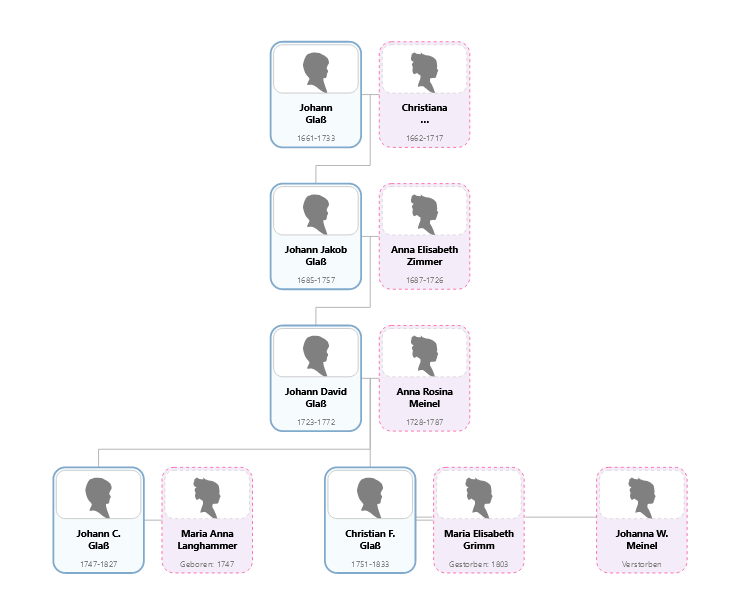 Johann
Glaß
1661-1733
Christiana
...
1662-1717
Johann Jakob
Glaß
1685-1757
Anna Elisabeth
Zimmer
1687-1726
Johann David
Glaß
1723-1772
Anna Rosina
Meinel
1728-1787
Johann C.
Glaß
1747-1827
Maria Anna
Langhammer
Geboren: 1747
Christian F.
Glaß
1751-1833
Maria Elisabeth
Grimm
Gestorben: 1803
Johanna W.
Meinel
Verstorben